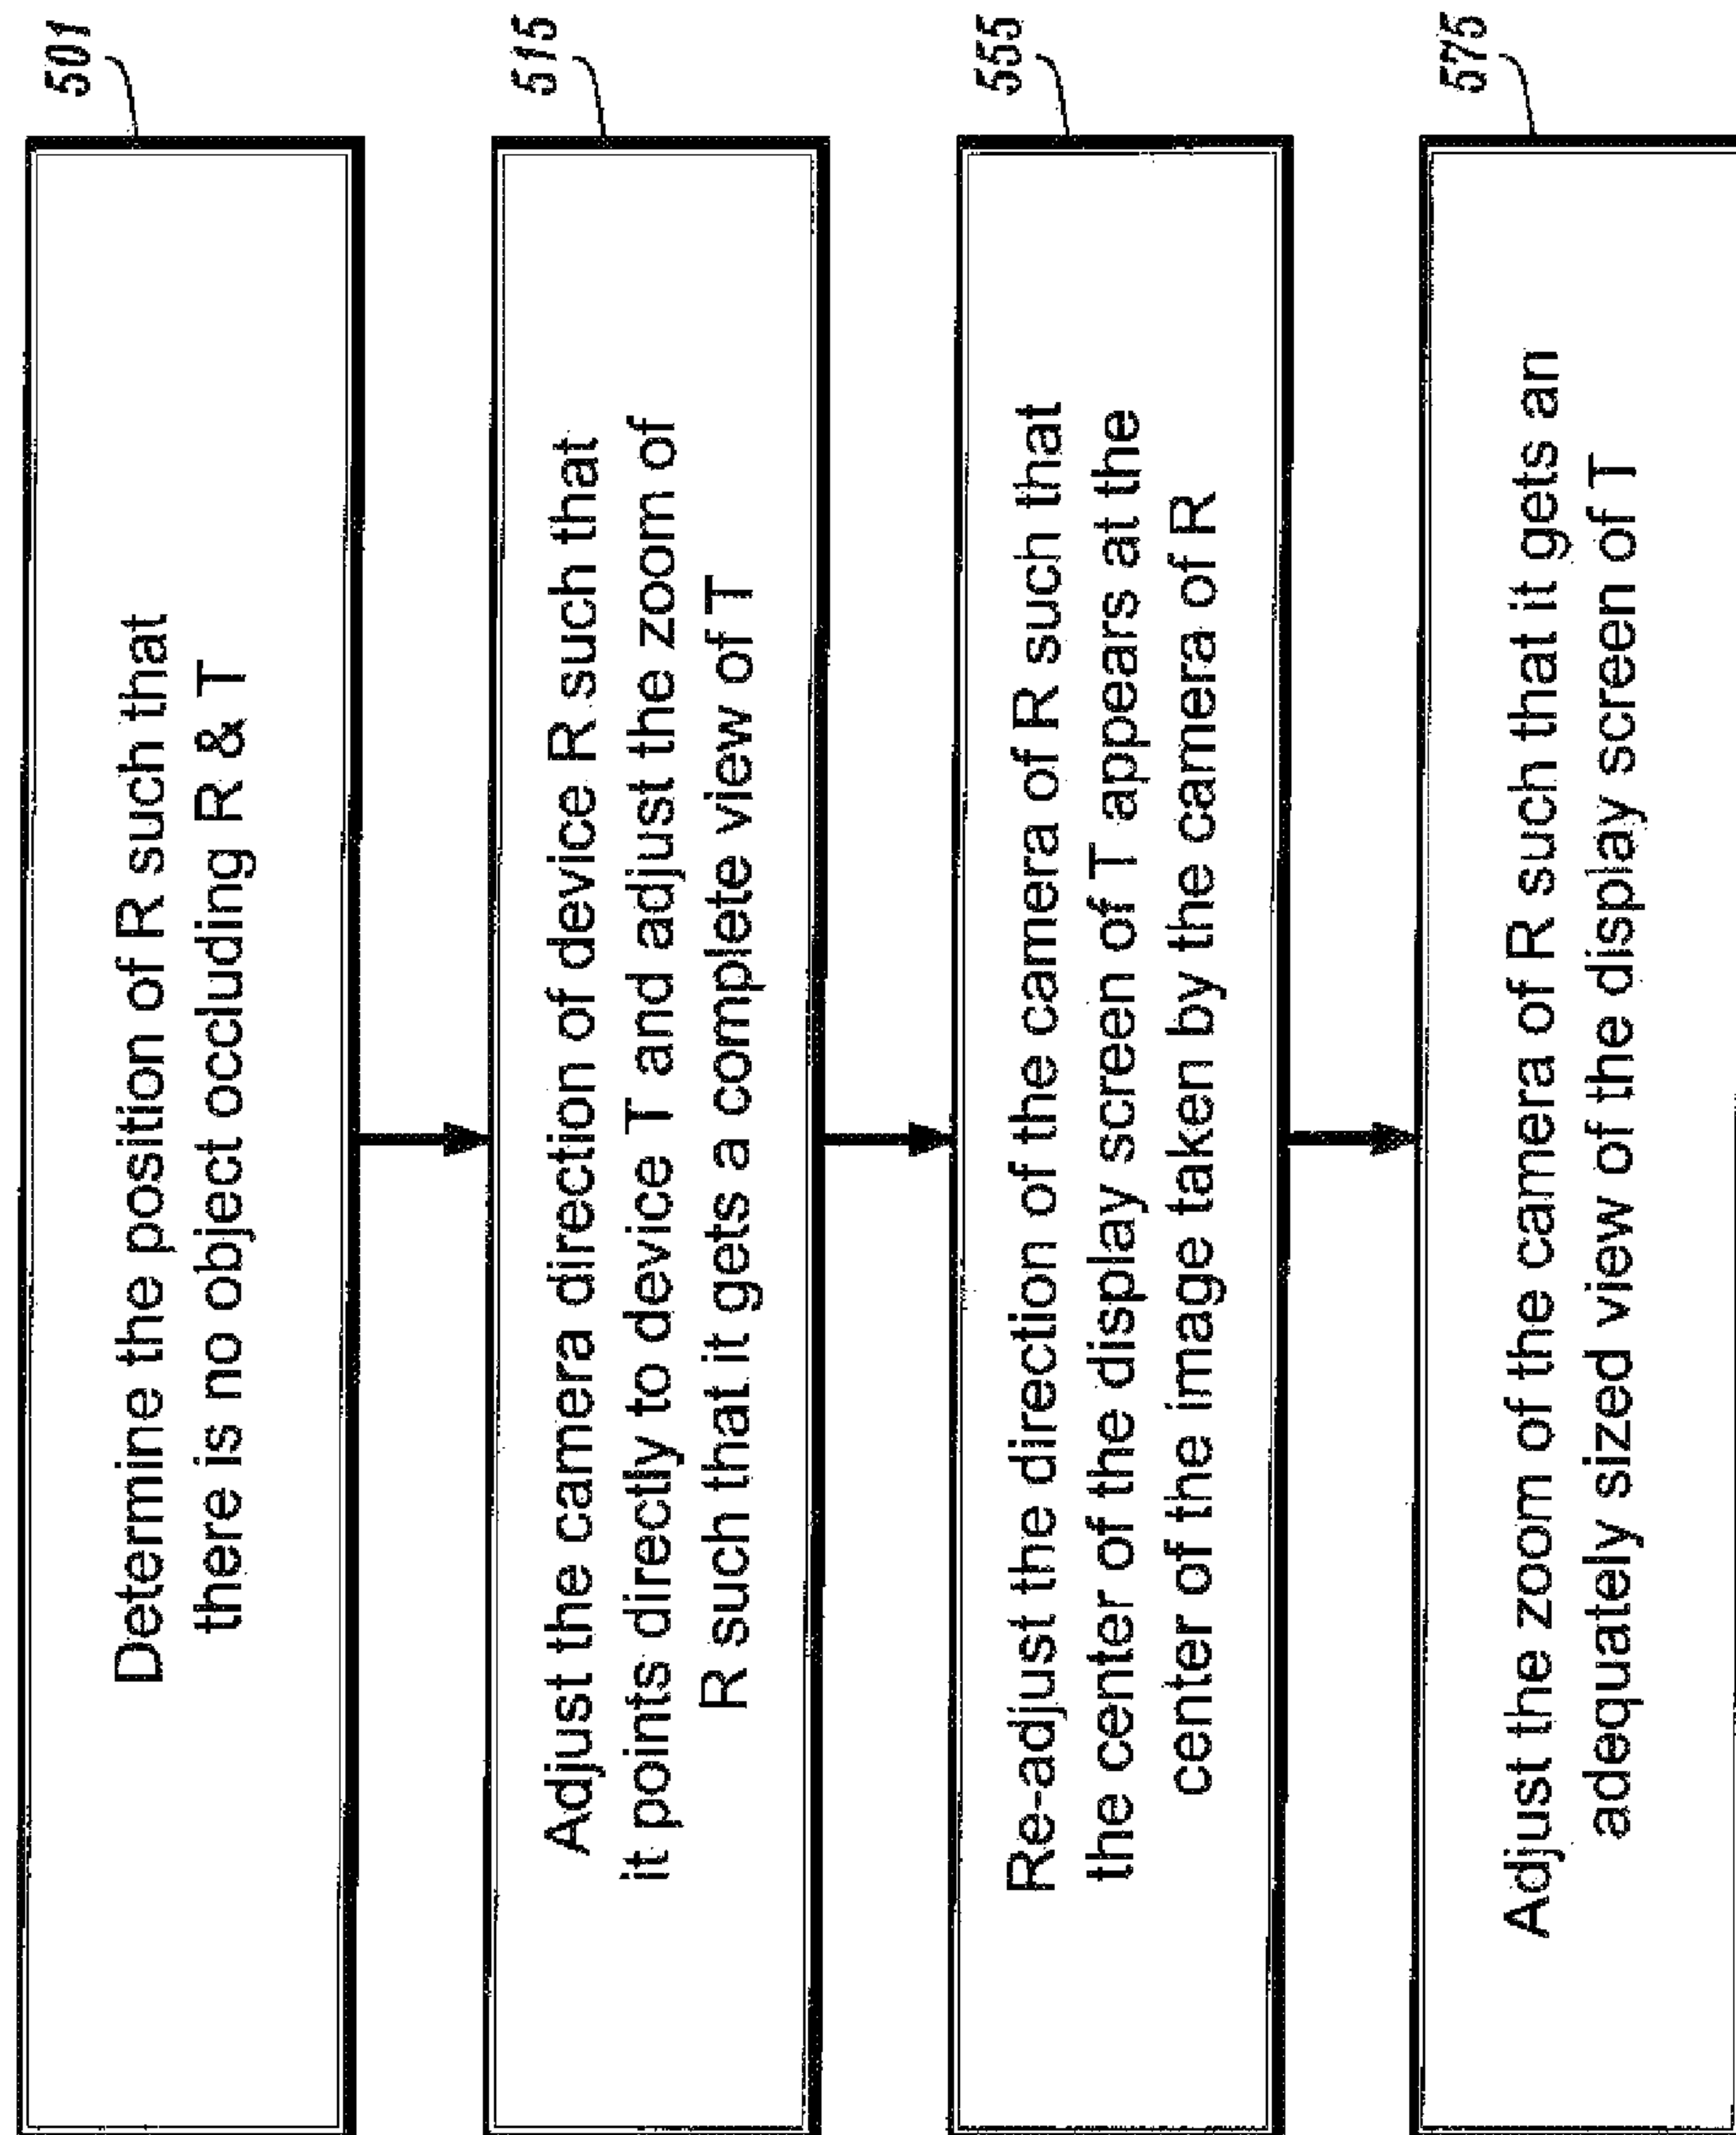 501
Determine the position of R such that
there is no object occluding R & T
515
Adjust the camera direction of device R such that
it points directly to device T and adjust the zoom of
R such that it gets a complete view of T
555
Re-adjust the direction of the camera of R such that
the center of the display screen of T appears at the
center of the image taken by the camera of R
575
Adjust the zoom of the camera of R such that it gets an
adequately sized view of the display screen of T